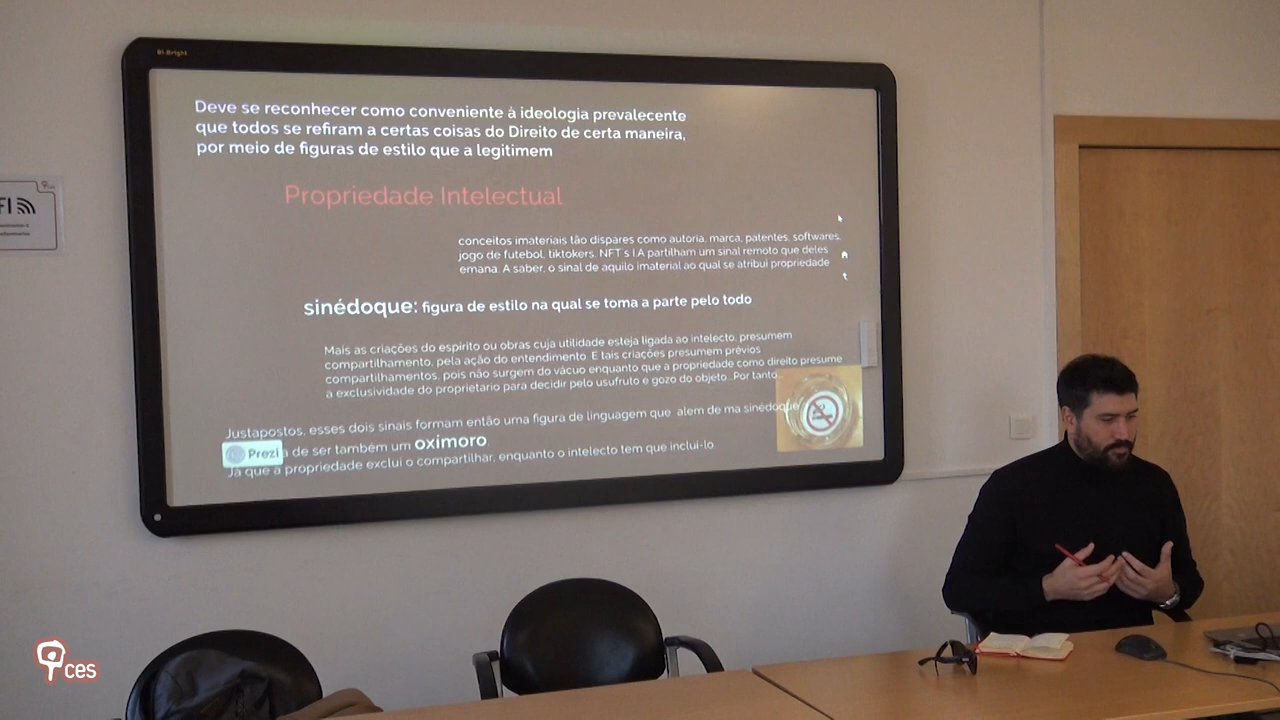 Bi-Bright
Deve se reconhecer como conveniente à ideologia prevalecente
que todos se refiram a certas coisas do Direito de certa maneira,
por meio de figuras de estilo que a legitimem
FI
Propriedade Intelectual
conceitos imateriais tão dispares como autoria, marca, patentes, softwares,
jogo de futebol, tiktokers, NFT s I.A partilham um sinal remoto que deles
emana. A saber, o sinal de aquilo imaterial ao qual se atribui propriedade
sinédoque: figura de estilo na qual se toma a parte pelo todo
Mais as criações do espirito ou obras cuja utilidade esteja ligada ao intelecto, presumem
compartilhamento, pela ação do entendimento. E tais criações presumem prévios
compartilhamentos, pois não surgem do vácuo enquanto que a propriedade como direito presume
a exclusividade do proprietario para decidir pelo usufruto e gozo do objeto. Por tanto...
Justapostos, esses dois sinais formam então uma figura de linguagem que alem de ma sinédoque
a de ser também um oxímoro
Prezi
Já que a propriedade exclui o compartilhar, enquanto o intelecto tem que inclui-lo.
ces